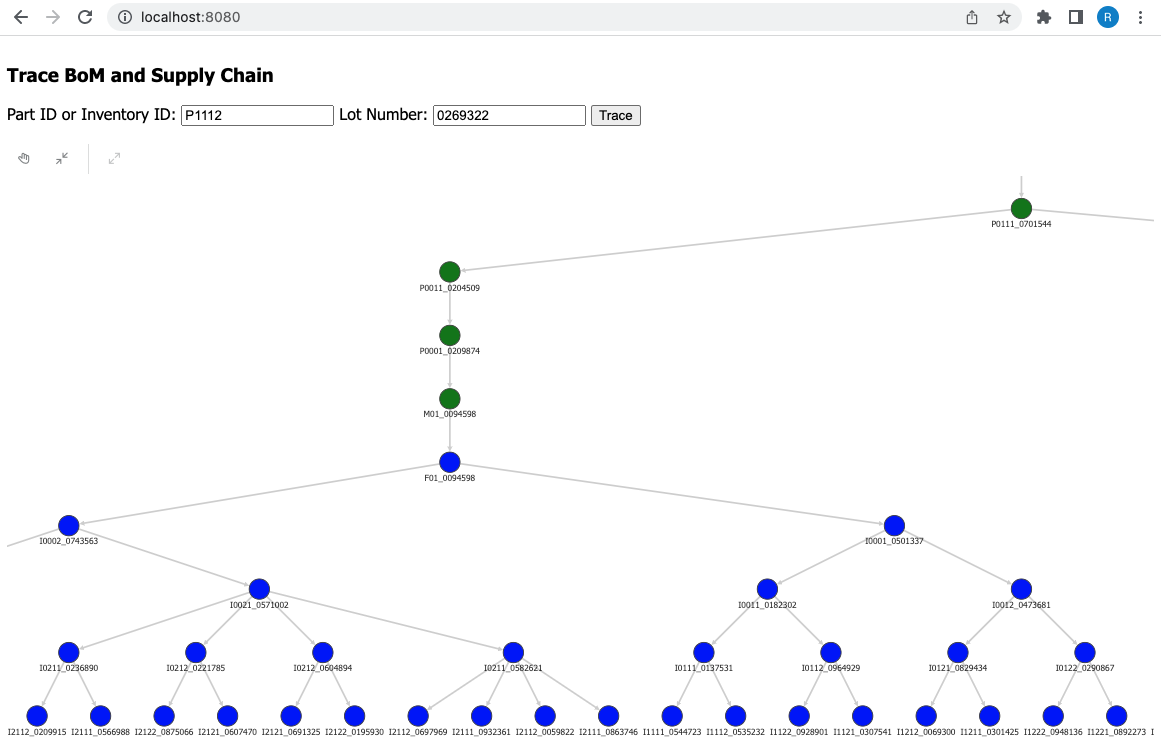 localhost:8080
R
Trace BoM and Supply Chain
Part ID or Inventory ID: P1112 Lot Number: 0269322 Trace
P0111_0701544
P0011_0204509
P0001_0209874
M01_0094598
F01_0094598
I0002_0743563 I0001_0501337
I0021_0571002 I0011_0182302 I0012_0473681
I0211_0236890 I0212_0221785 I0212_0604894 I0211_0582621 I0111_0137531 I0112_0964929 I0121_0829434 I0122_0290867
I2112_0209915 I2111_0566988 I2122_0875066 I2121_0607470 I2121_0691325 I2122_0195930 I2112_0697969 I2111_0932361 I2112_0059822 I2111_0863746 I1111_0544723 I1112_0535232 I1122_0928901 I1121_0307541 I1212_0069300 I1211_0301425 I1222_0948136 I1221_0892273